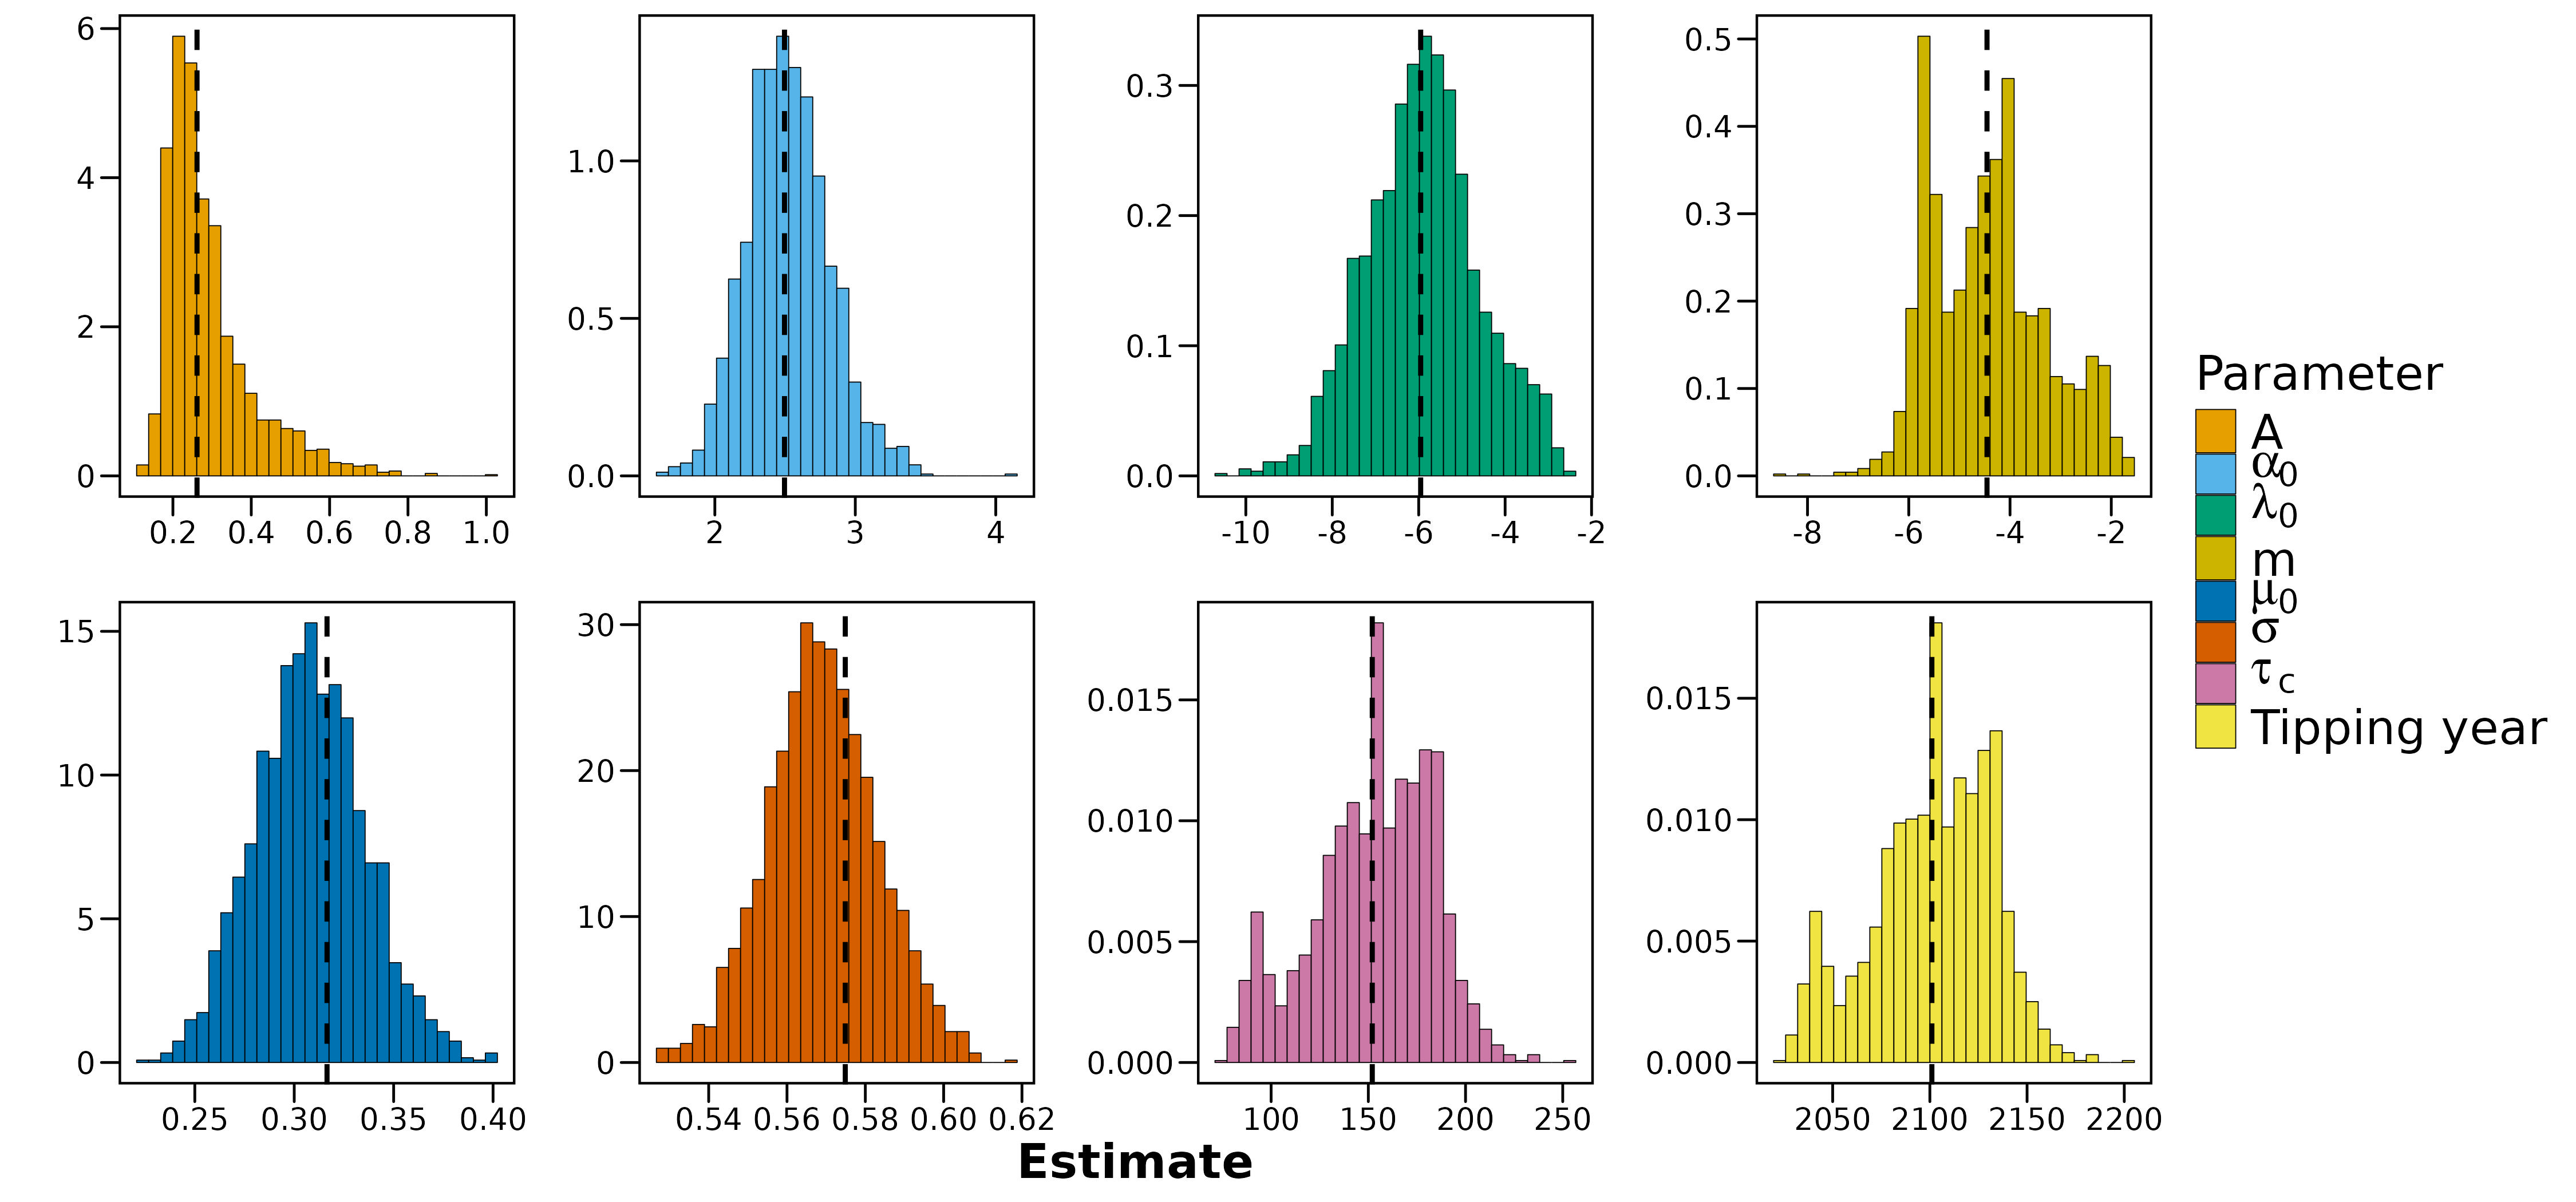 6
4
2
0
0.2 0.4 0.6 0.8 1.0
1.0
0.5
0.0
2 3 4
0.3
0.2
0.1
0.0
-10 -8 -6 -4 -2
0.5
0.4
0.3
0.2
0.1
0.0
-8 -6 -4 -2
15
10
5
0
0.25 0.30 0.35 0.40
30
20
10
0
0.54 0.56 0.58 0.60 0.62
0.015
0.010
0.005
0.000
100 150 200 250
0.015
0.010
0.005
0.000
2050 2100 2150 2200
Estimate
Parameter
A
α0
λ0
m
μ0
σ
τc
Tipping year